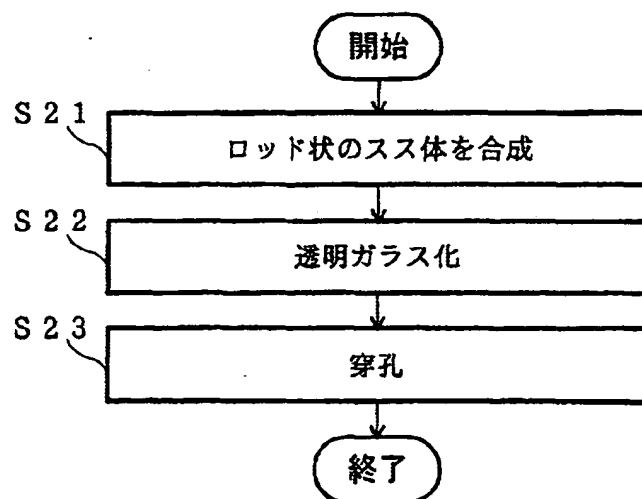 開始
S21
ロッド状のスス体を合成
S22
透明ガラス化
S23
穿孔
終了